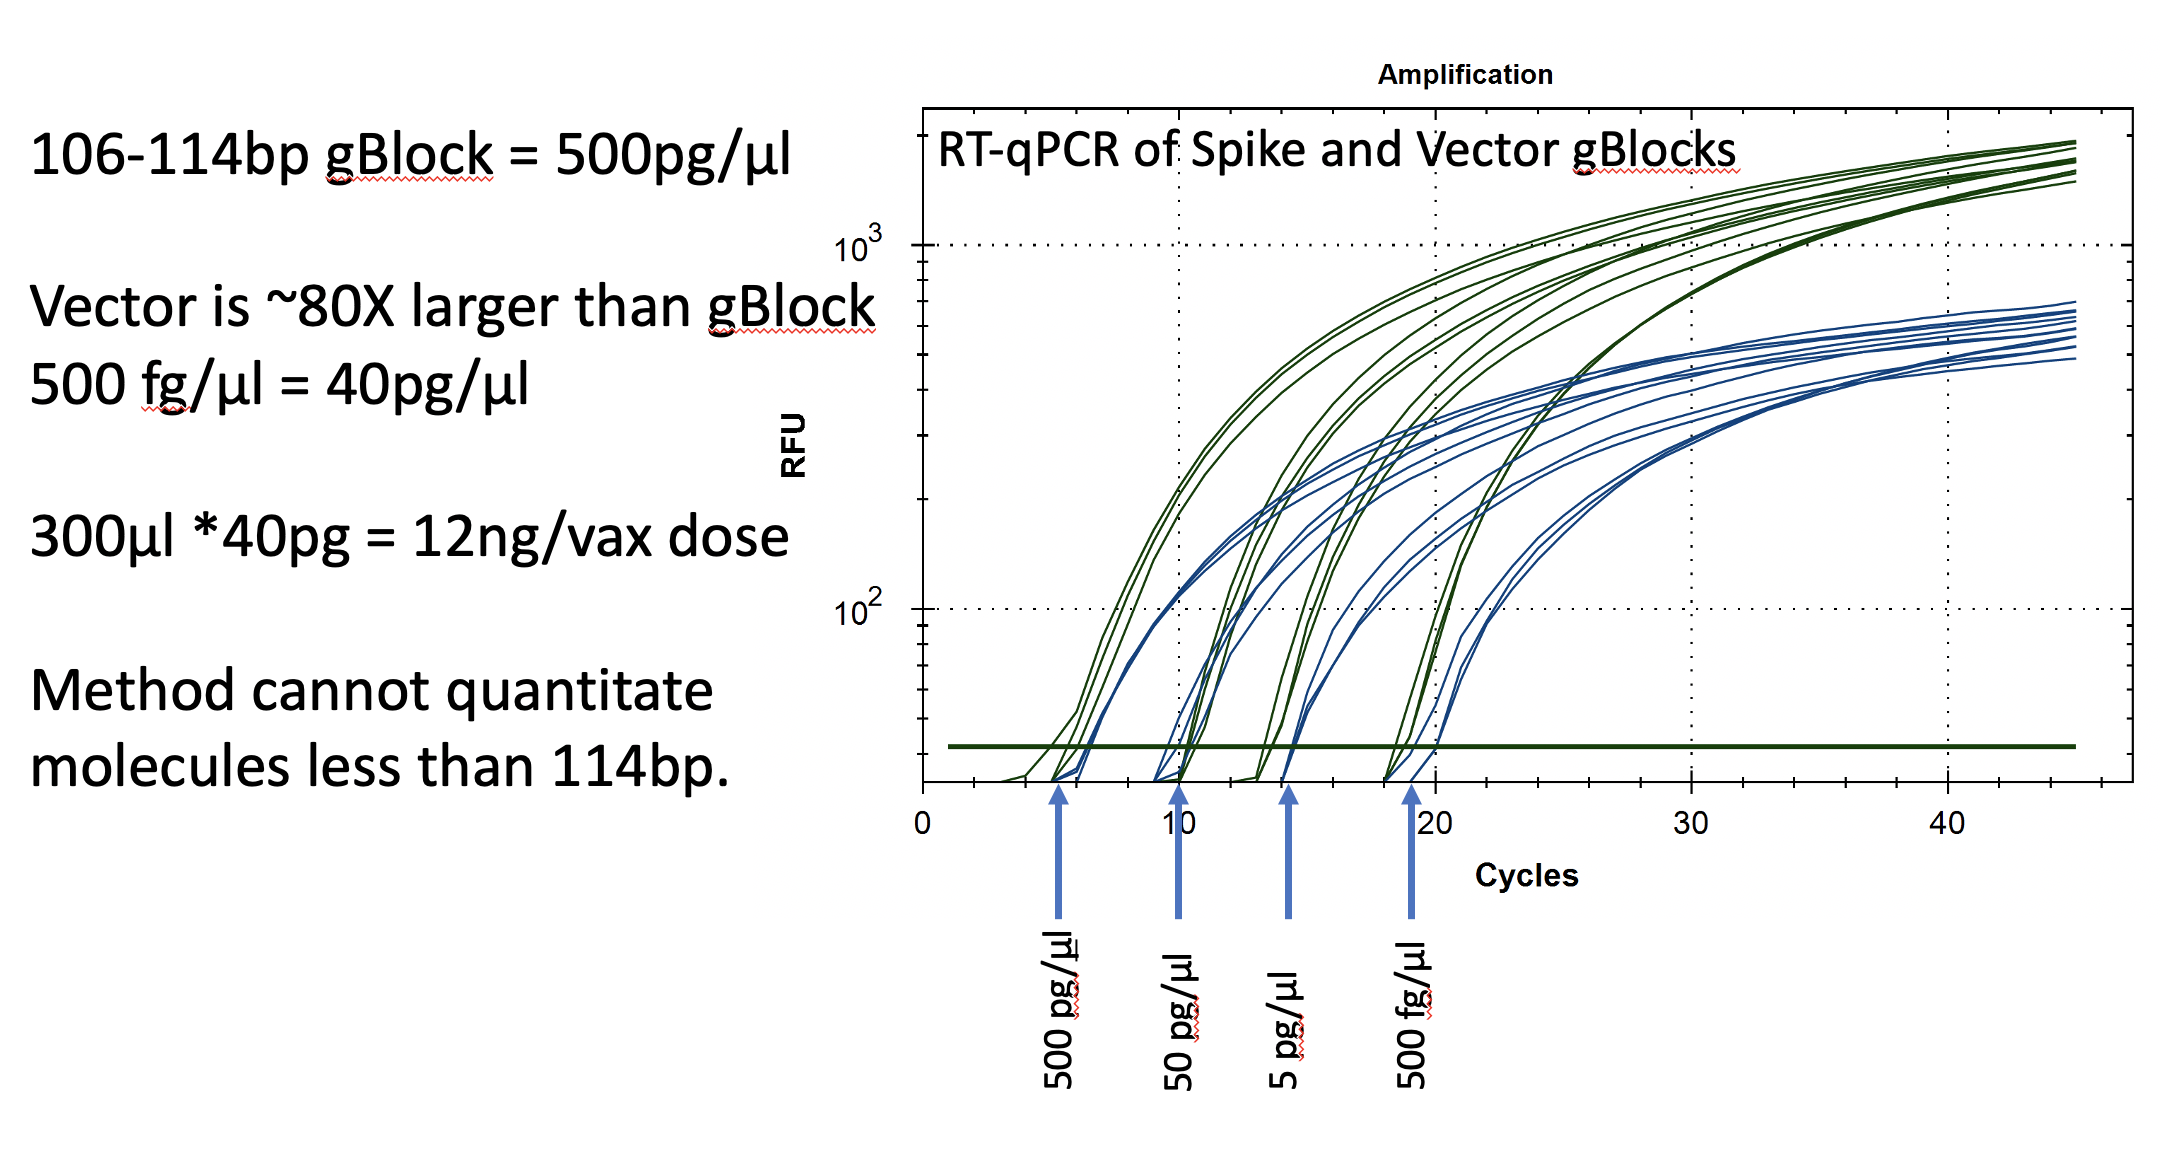 106-114bp gBlock = 500pg/µl
Vector is ~80X larger than gBlock
500 fg/µl = 40pg/µl
300µl *40pg = 12ng/vax dose
Method cannot quantitate
molecules less than 114bp.
Amplification
RT-qPCR of Spike and Vector gBlocks
10³
10²
RFU
0 10 20 30 40
Cycles
500 pg/µl
50 pg/µl
5 pg/µl
500 fg/µl